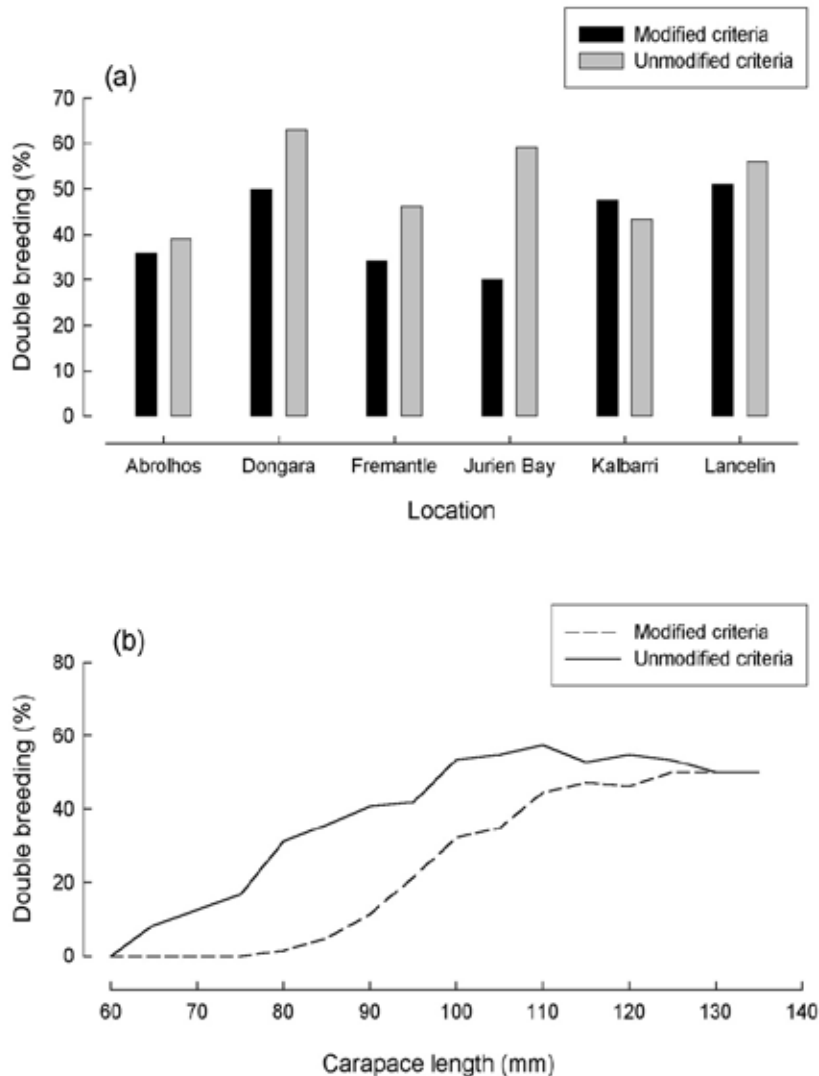 Modified criteria
Unmodified criteria
(a)
70
60
50
40
30
20
10
0
Double breeding (%)
Abrolhos Dongara Fremantle Jurien Bay Kalbarri Lancelin
Location
Modified criteria
Unmodified criteria
(b)
80
60
40
20
0
Double breeding (%)
60 70 80 90 100 110 120 130 140
Carapace length (mm)